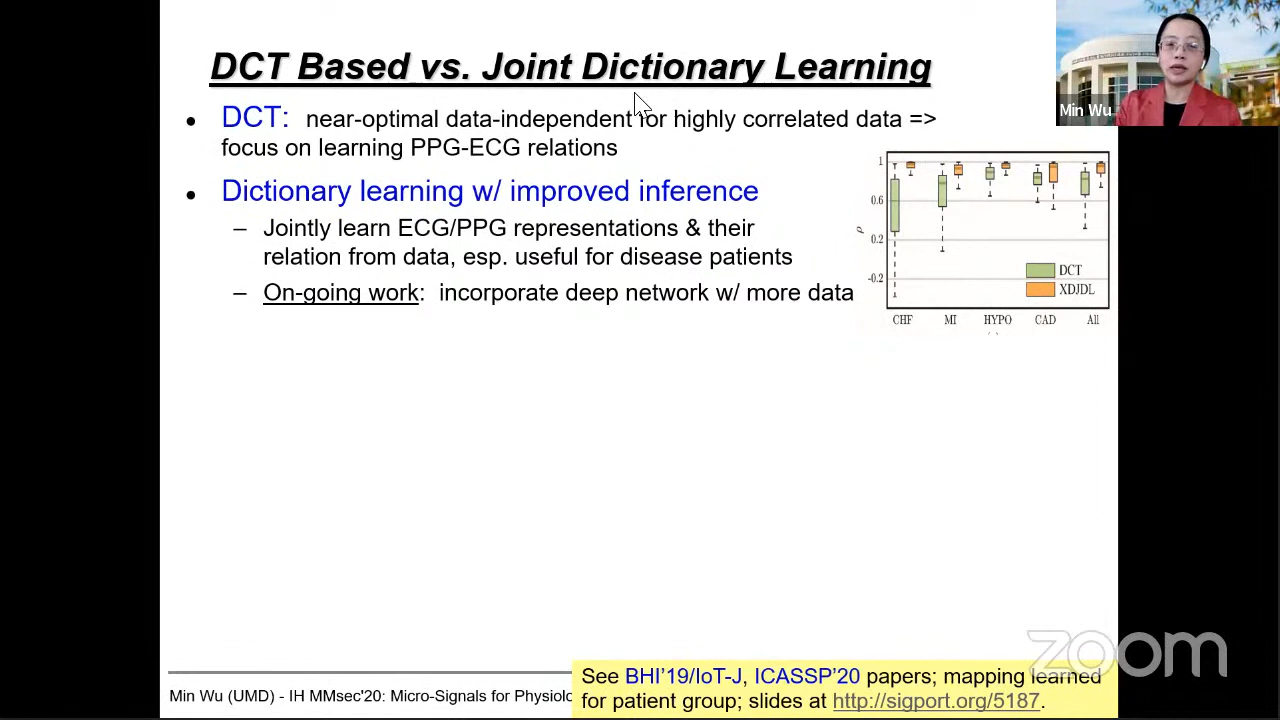 DCT Based vs. Joint Dictionary Learning
Min Wu
• DCT: near-optimal data-independent for highly correlated data =>
focus on learning PPG-ECG relations
• Dictionary learning w/ improved inference
– Jointly learn ECG/PPG representations & their
relation from data, esp. useful for disease patients
– On-going work: incorporate deep network w/ more data
1
0.6
0.2
-0.2
ρ
DCT
XDJDL
CHF MI HYPO CAD All
zoom
Min Wu (UMD) - IH MMsec'20: Micro-Signals for Physiolo
See BHI'19/IoT-J, ICASSP'20 papers; mapping learned
for patient group; slides at http://sigport.org/5187.